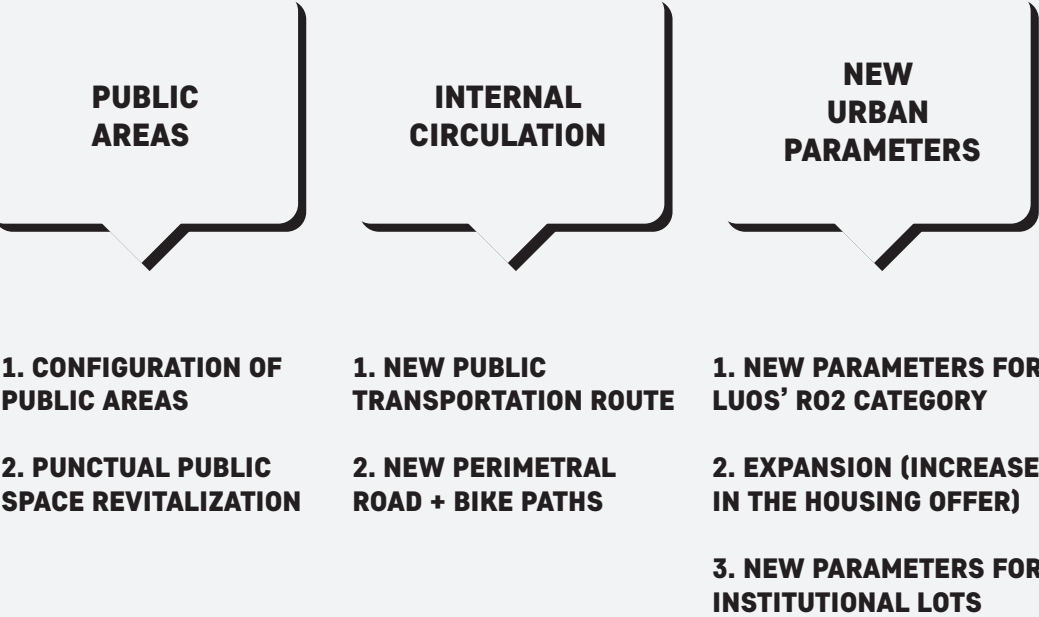 PUBLIC
AREAS
INTERNAL
CIRCULATION
NEW
URBAN
PARAMETERS
1. CONFIGURATION OF
PUBLIC AREAS
2. PUNCTUAL PUBLIC
SPACE REVITALIZATION
1. NEW PUBLIC
TRANSPORTATION ROUTE
2. NEW PERIMETRAL
ROAD + BIKE PATHS
1. NEW PARAMETERS FOR
LUOS’ RO2 CATEGORY
2. EXPANSION (INCREASE
IN THE HOUSING OFFER)
3. NEW PARAMETERS FOR
INSTITUTIONAL LOTS